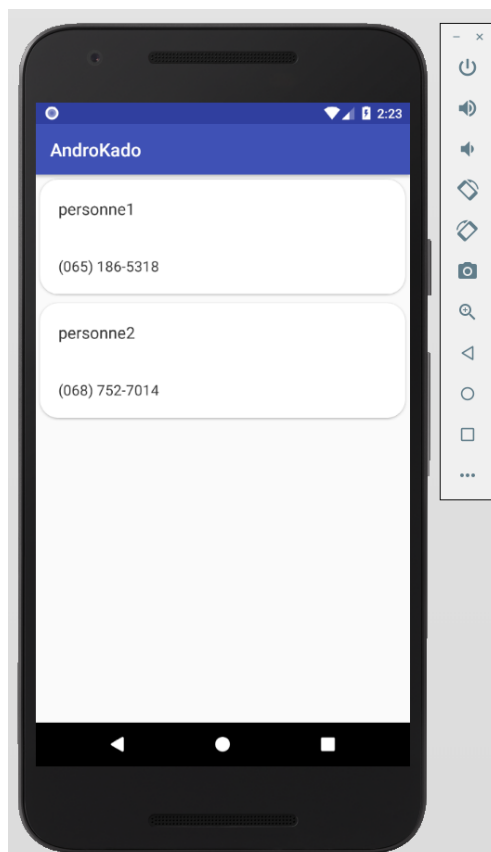 2:23
AndroKado
personne1
(065) 186-5318
personne2
(068) 752-7014